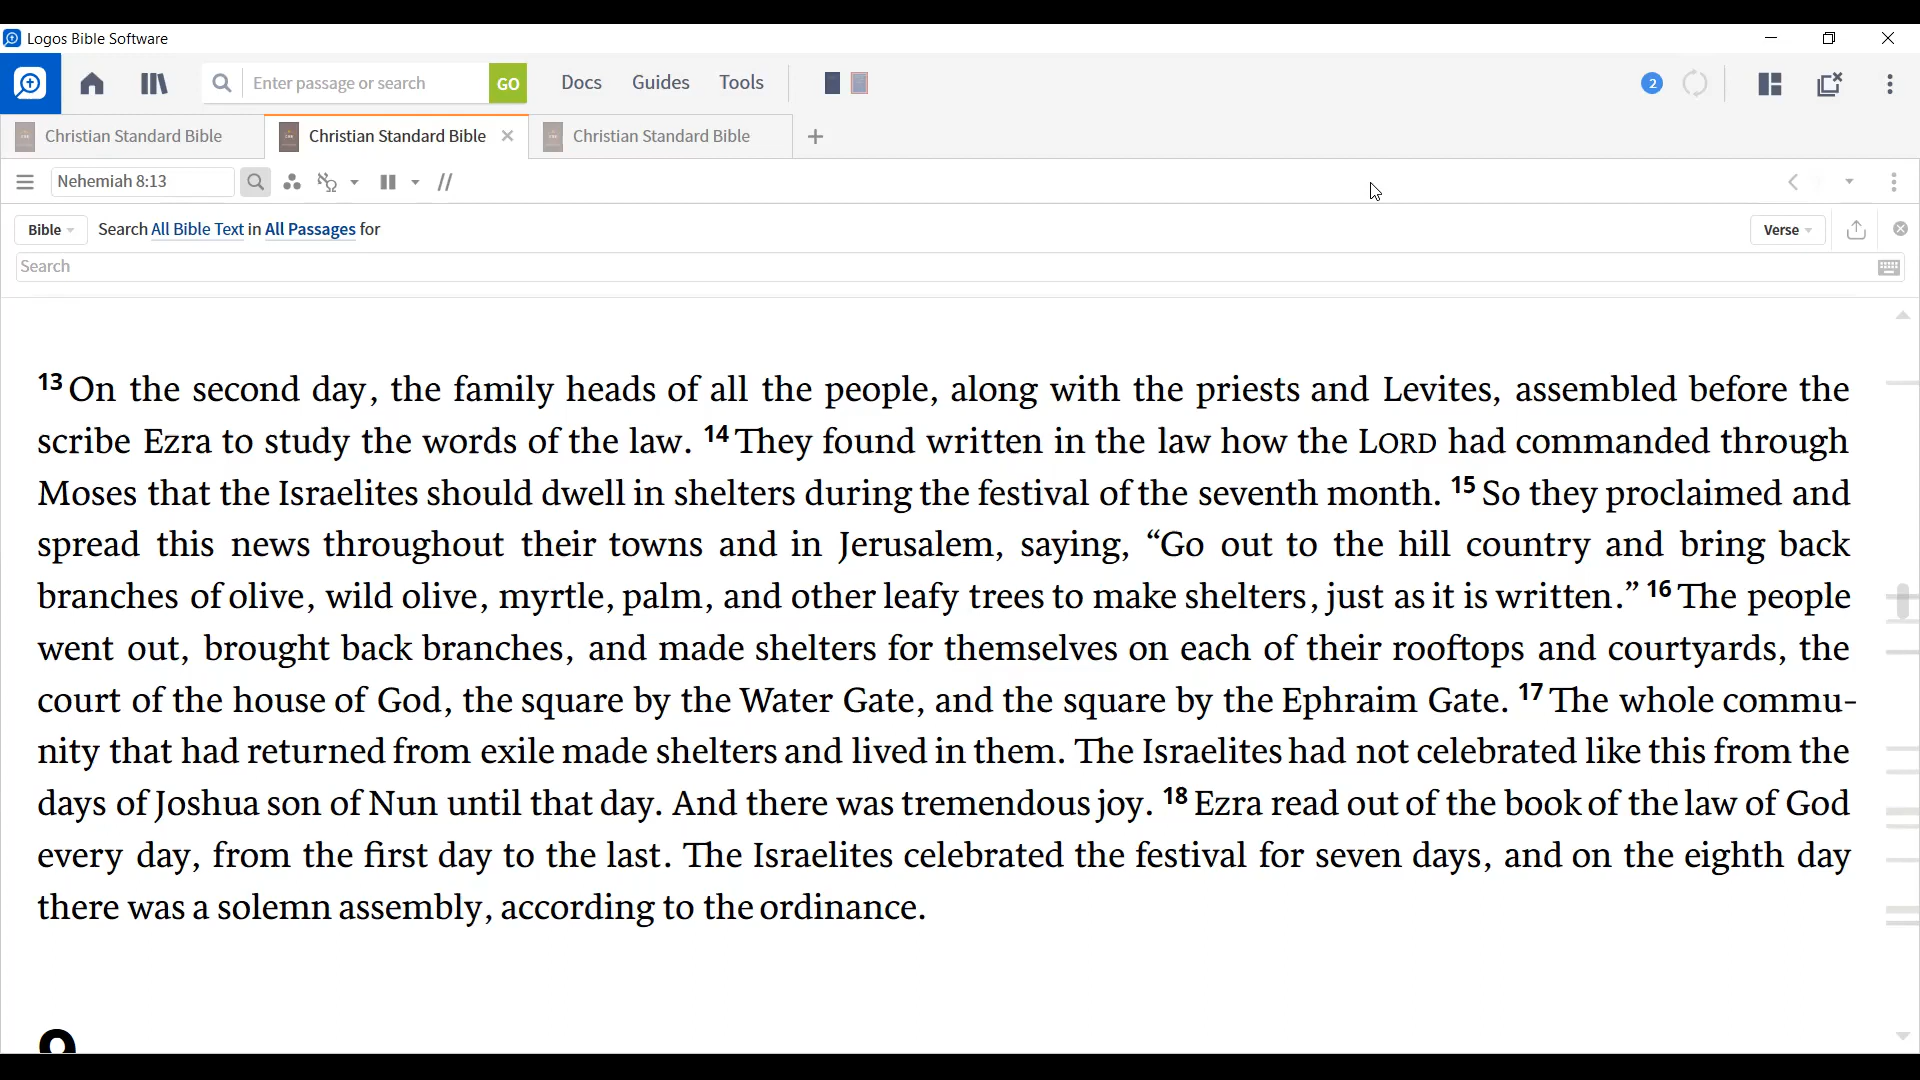 Logos Bible Software
Enter passage or search GO Docs Guides Tools 2
Christian Standard Bible Christian Standard Bible Christian Standard Bible
Nehemiah 8:13
Bible Search All Bible Text in All Passages for Verse
Search
13 On the second day, the family heads of all the people, along with the priests and Levites, assembled before the
scribe Ezra to study the words of the law. 14 They found written in the law how the LORD had commanded through
Moses that the Israelites should dwell in shelters during the festival of the seventh month. 15 So they proclaimed and
spread this news throughout their towns and in Jerusalem, saying, “Go out to the hill country and bring back
branches of olive, wild olive, myrtle, palm, and other leafy trees to make shelters, just as it is written.” 16 The people
went out, brought back branches, and made shelters for themselves on each of their rooftops and courtyards, the
court of the house of God, the square by the Water Gate, and the square by the Ephraim Gate. 17 The whole commu-
nity that had returned from exile made shelters and lived in them. The Israelites had not celebrated like this from the
days of Joshua son of Nun until that day. And there was tremendous joy. 18 Ezra read out of the book of the law of God
every day, from the first day to the last. The Israelites celebrated the festival for seven days, and on the eighth day
there was a solemn assembly, according to the ordinance.